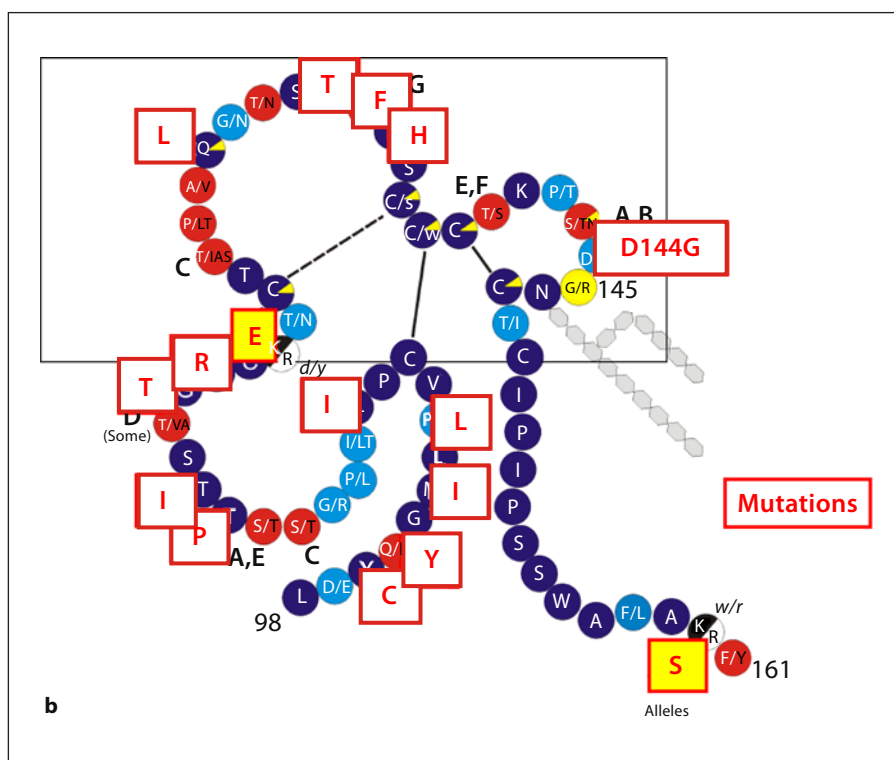 T
F
G
H
L
Q
G/N
T/N
S
S
A/V
P/LT
T/IAS
C
T
C
T/N
C/s
C/w
C
E,F
T/S
K
P/T
S/TN
A,B
D144G
D
G/R
145
N
C
T/I
E
K
R
d/y
R
T
D
(Some)
T/VA
S
T
I
P
A,E
S/T
S/T
C
G/R
P/L
I/LT
I
P
C
V
L
I
G
Y
C
D/E
L
98
C
I
P
I
P
S
S
W
A
F/L
A
K
R
w/r
F/Y
161
S
Alleles
Mutations
b